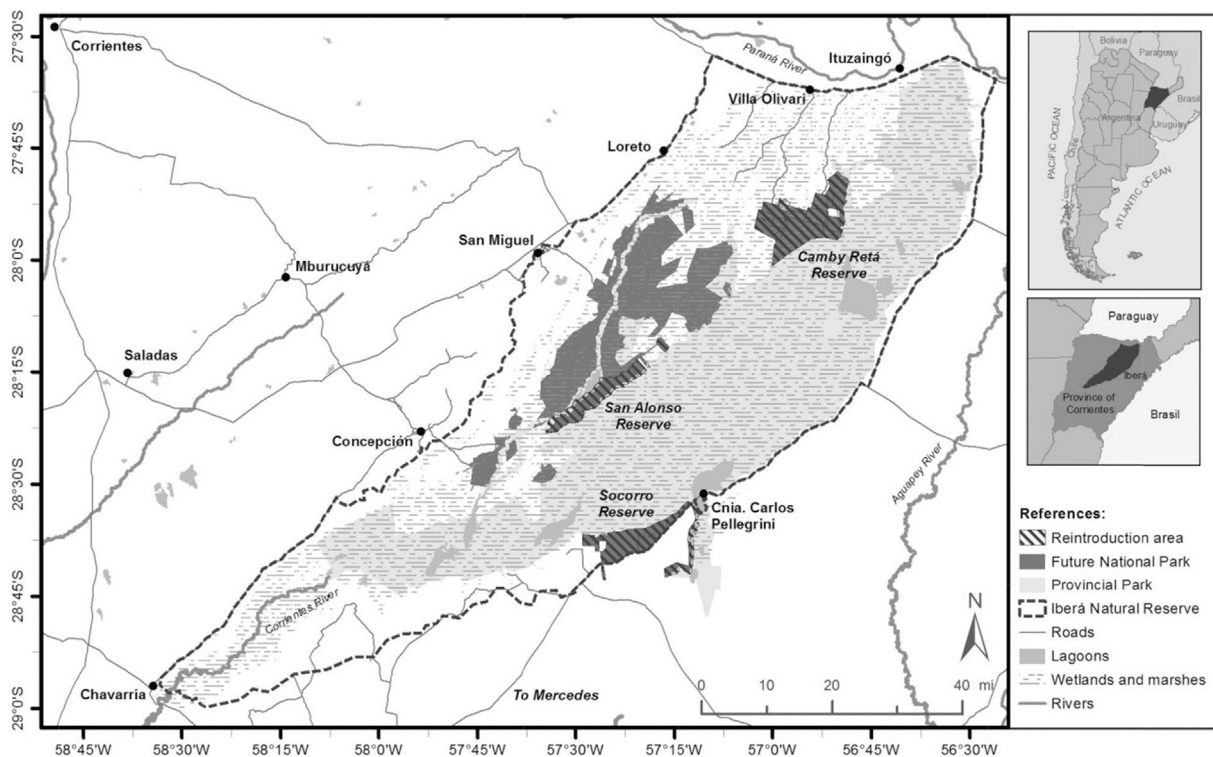 27°30'S
27°45'S
28°0'S
28°15'S
28°30'S
28°45'S
29°0'S
Corrientes
Paraná River
Ituzaingó
Villa Olivari
Loreto
San Miguel
Mburucuyá
Camby Retá
Reserve
Saladas
San Alonso
Reserve
Concepción
Socorro
Reserve
Cnia. Carlos
Pellegrini
Aguapey River
Corrientes River
Chavarria
To Mercedes
N
0 10 20 40 mi
58°45'W 58°30'W 58°15'W 58°0'W 57°45'W 57°30'W 57°15'W 57°0'W 56°45'W 56°30'W
Bolivia
Paraguay
Brasil
Argentina
Uruguay
PACIFIC OCEAN
ATLANTIC OCEAN
Paraguay
Province of
Corrientes
Brasil
References:
Reintroduction area
Future National Park
Provincial Park
Iberá Natural Reserve
Roads
Lagoons
Wetlands and marshes
Rivers